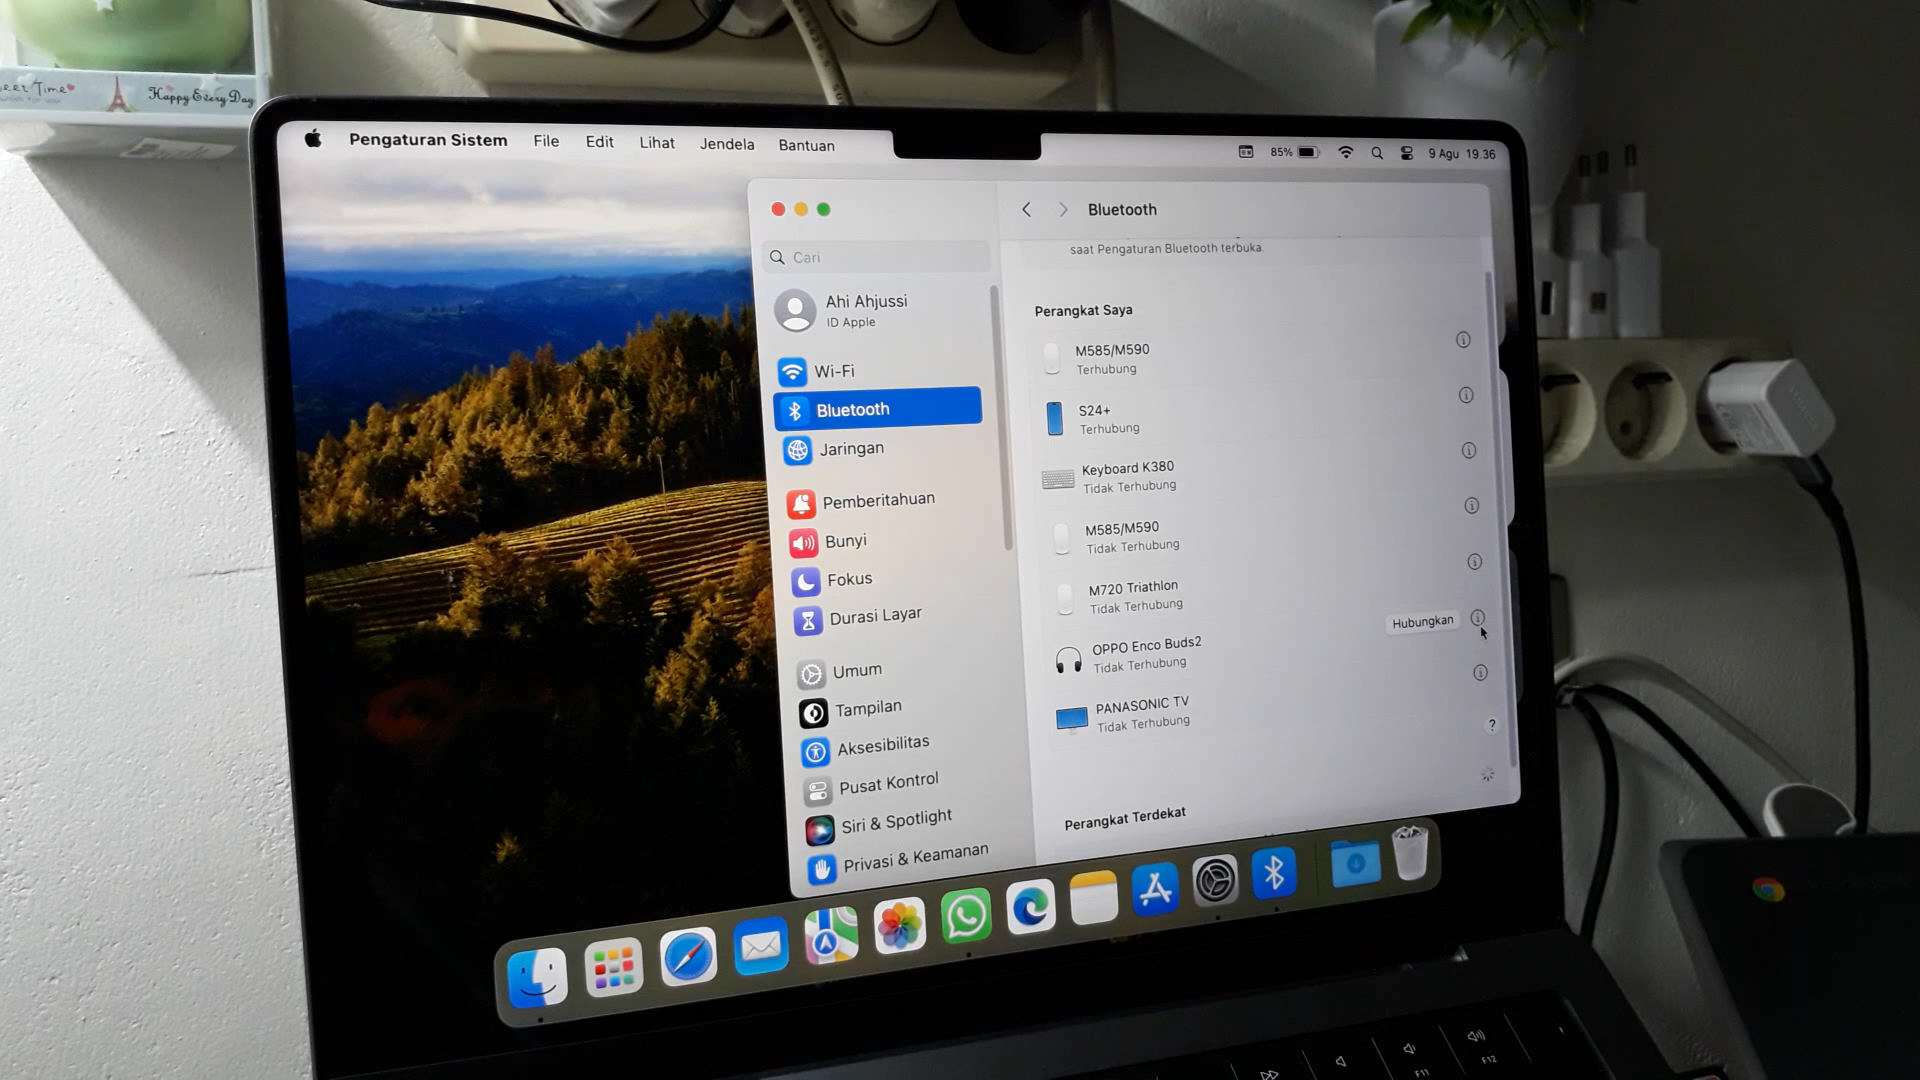 Happy Every Day
Pengaturan Sistem File Edit Lihat Jendela Bantuan
85% 9 Agu 19.36
Bluetooth
saat Pengaturan Bluetooth terbuka.
Cari
Ahi Ahjussi
ID Apple
Wi-Fi
Bluetooth
Jaringan
Pemberitahuan
Bunyi
Fokus
Durasi Layar
Umum
Tampilan
Aksesibilitas
Pusat Kontrol
Siri & Spotlight
Privasi & Keamanan
Perangkat Saya
M585/M590
Terhubung
S24+
Terhubung
Keyboard K380
Tidak Terhubung
M585/M590
Tidak Terhubung
M720 Triathlon
Tidak Terhubung
OPPO Enco Buds2
Tidak Terhubung
Hubungkan
PANASONIC TV
Tidak Terhubung
?
Perangkat Terdekat
F11
F12